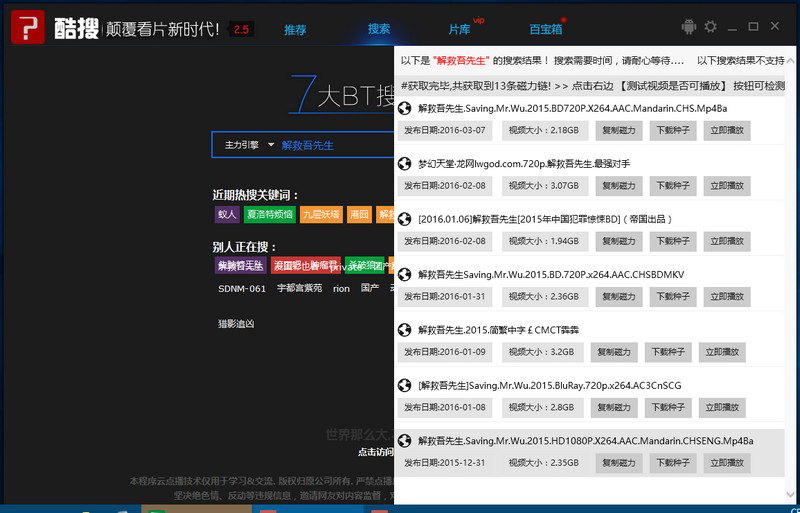 酷搜 颠覆看片新时代! 2.5 推荐 搜索 片库 vip 百宝箱
以下是 "解救吾先生" 的搜索结果! 搜索需要时间，请耐心等待.... 以下搜索结果不支持
#获取完毕,共获取到13条磁力链! >> 点击右边 【测试视频是否可播放】 按钮可检测
7大BT搜
主力引擎 解救吾先生
近期热搜关键词：
蚁人 夏洛特烦恼 九层妖塔 港囧 解
别人正在搜：
private 国产
SDNM-061 宇都宫紫苑 rion 国产
猎影追凶
世界那么大,
点击访问
本程序云点播技术仅用于学习&交流. 版权归原公司所有. 严禁点播
坚决绝色情、反动等违规信息，邀请网友对内容监督，
解救吾先生.Saving.Mr.Wu.2015.BD720P.X264.AAC.Mandarin.CHS.Mp4Ba
发布日期:2016-03-07 视频大小：2.18GB 复制磁力 下载种子 立即播放
梦幻天堂·龙网lwgod.com.720p.解救吾先生.最强对手
发布日期:2016-02-08 视频大小：3.07GB 复制磁力 下载种子 立即播放
[2016.01.06]解救吾先生[2015年中国犯罪惊悚BD]（帝国出品）
发布日期:2016-02-08 视频大小：1.94GB 复制磁力 下载种子 立即播放
解救吾先生Saving.Mr.Wu.2015.BD.720P.x264.AAC.CHSBDMKV
发布日期:2016-01-31 视频大小：2.36GB 复制磁力 下载种子 立即播放
解救吾先生.2015.简繁中字￡CMCT犇犇
发布日期:2016-01-09 视频大小：3.2GB 复制磁力 下载种子 立即播放
[解救吾先生]Saving.Mr.Wu.2015.BluRay.720p.x264.AC3CnSCG
发布日期:2016-01-08 视频大小：2.8GB 复制磁力 下载种子 立即播放
解救吾先生.Saving.Mr.Wu.2015.HD1080P.X264.AAC.Mandarin.CHSENG.Mp4Ba
发布日期:2015-12-31 视频大小：2.35GB 复制磁力 下载种子 立即播放